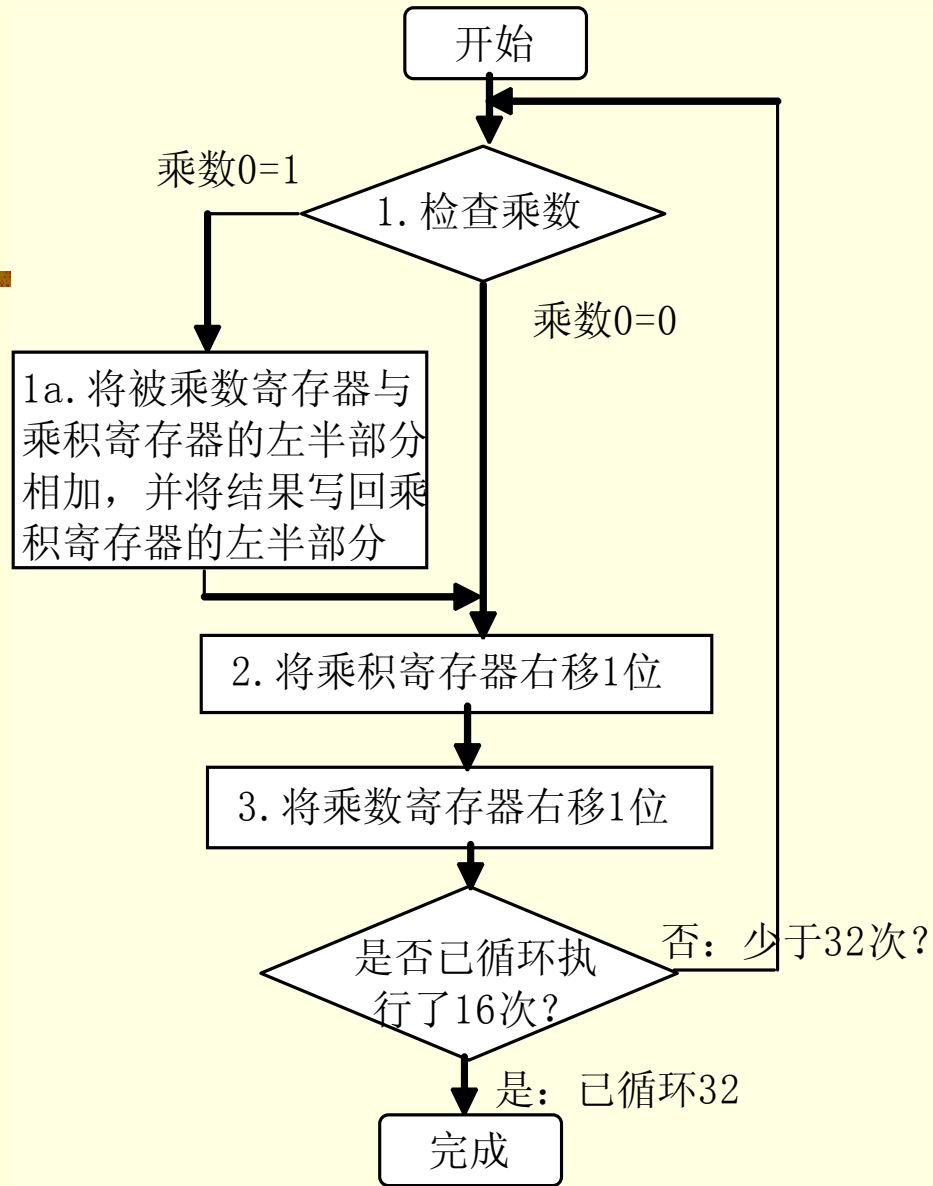 开始
乘数0=1
1.检查乘数
乘数0=0
1a.将被乘数寄存器与
乘积寄存器的左半部分
相加，并将结果写回乘
积寄存器的左半部分
2.将乘积寄存器右移1位
3.将乘数寄存器右移1位
是否已循环执
行了16次？
否：少于32次？
是：已循环32
完成